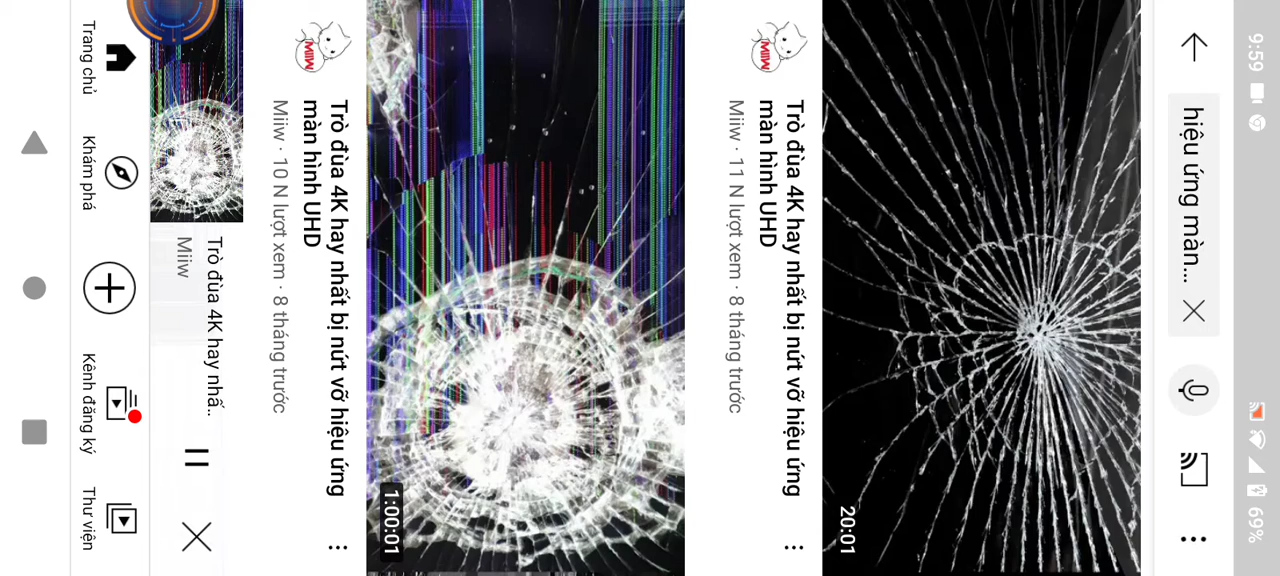 9:59
69%
hiệu ứng màn...
20:01
Trò đùa 4K hay nhất bị nứt vỡ hiệu ứng
màn hình UHD
Miiw · 11 N lượt xem · 8 tháng trước
MIIW
1:00:01
Trò đùa 4K hay nhất bị nứt vỡ hiệu ứng
màn hình UHD
Miiw · 10 N lượt xem · 8 tháng trước
MIIW
Trò đùa 4K hay nhấ..
Miiw
Trang chủ
Khám phá
Kênh đăng ký
Thư viện